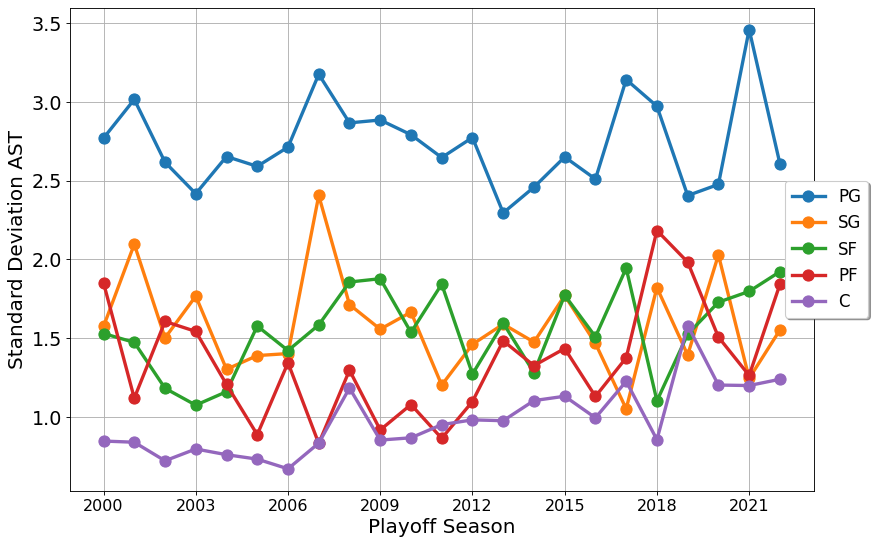 3.5
3.0
2.5
2.0
1.5
1.0
Standard Deviation AST
PG
SG
SF
PF
C
2000 2003 2006 2009 2012 2015 2018 2021
Playoff Season